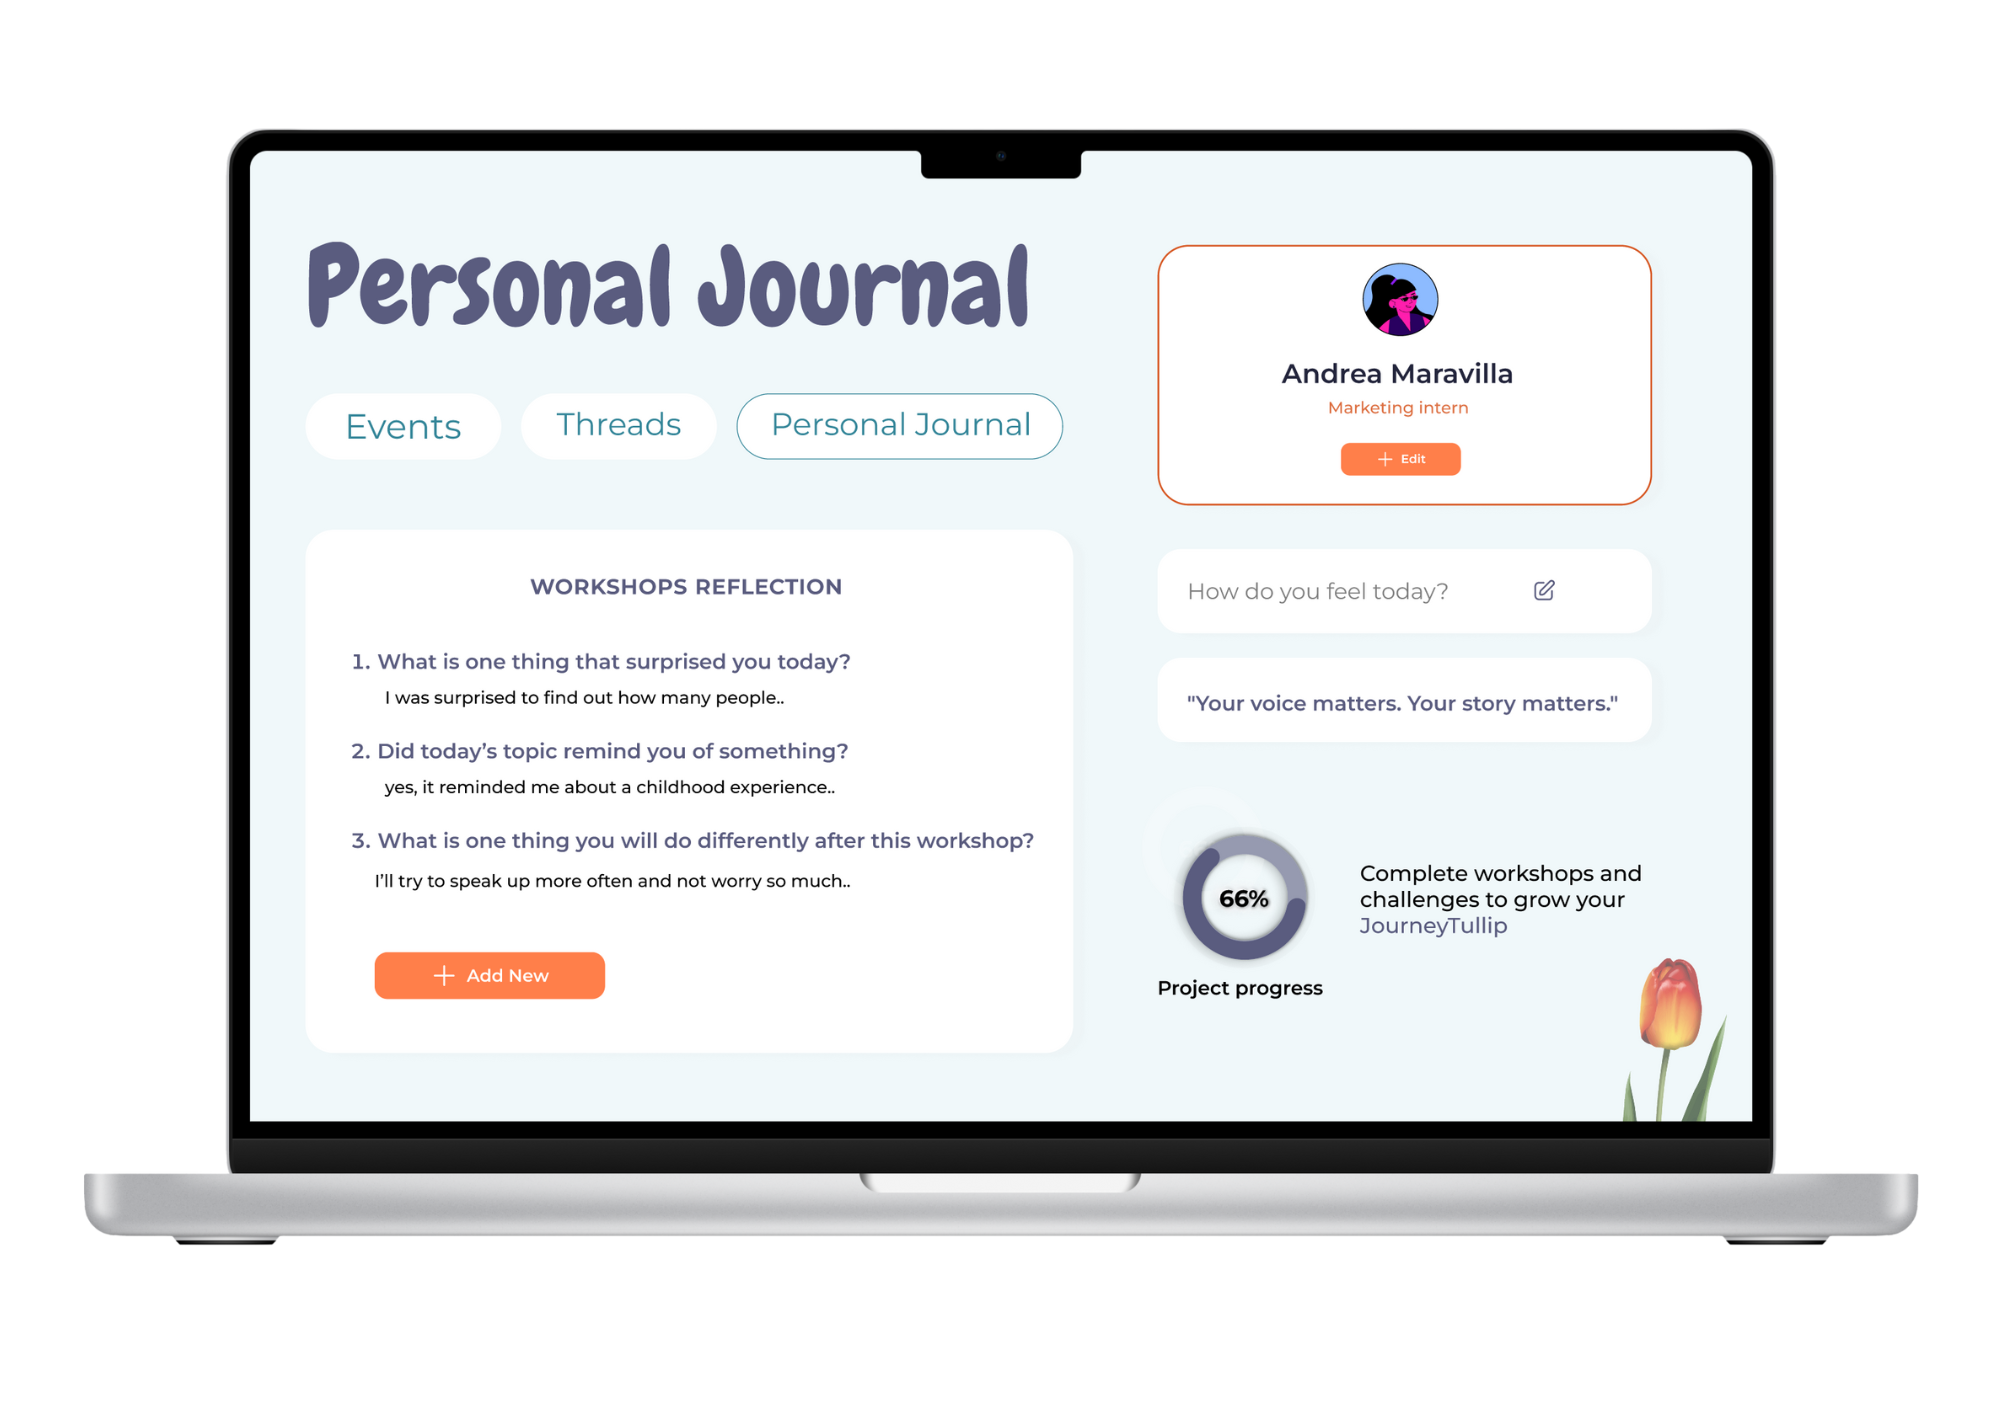 Personal Journal
Events
Threads
Personal Journal
WORKSHOPS REFLECTION
1. What is one thing that surprised you today?
I was surprised to find out how many people..
2. Did today’s topic remind you of something?
yes, it reminded me about a childhood experience..
3. What is one thing you will do differently after this workshop?
I’ll try to speak up more often and not worry so much..
+ Add New
Andrea Maravilla
Marketing intern
+ Edit
How do you feel today?
"Your voice matters. Your story matters."
66%
Project progress
Complete workshops and
challenges to grow your
JourneyTullip